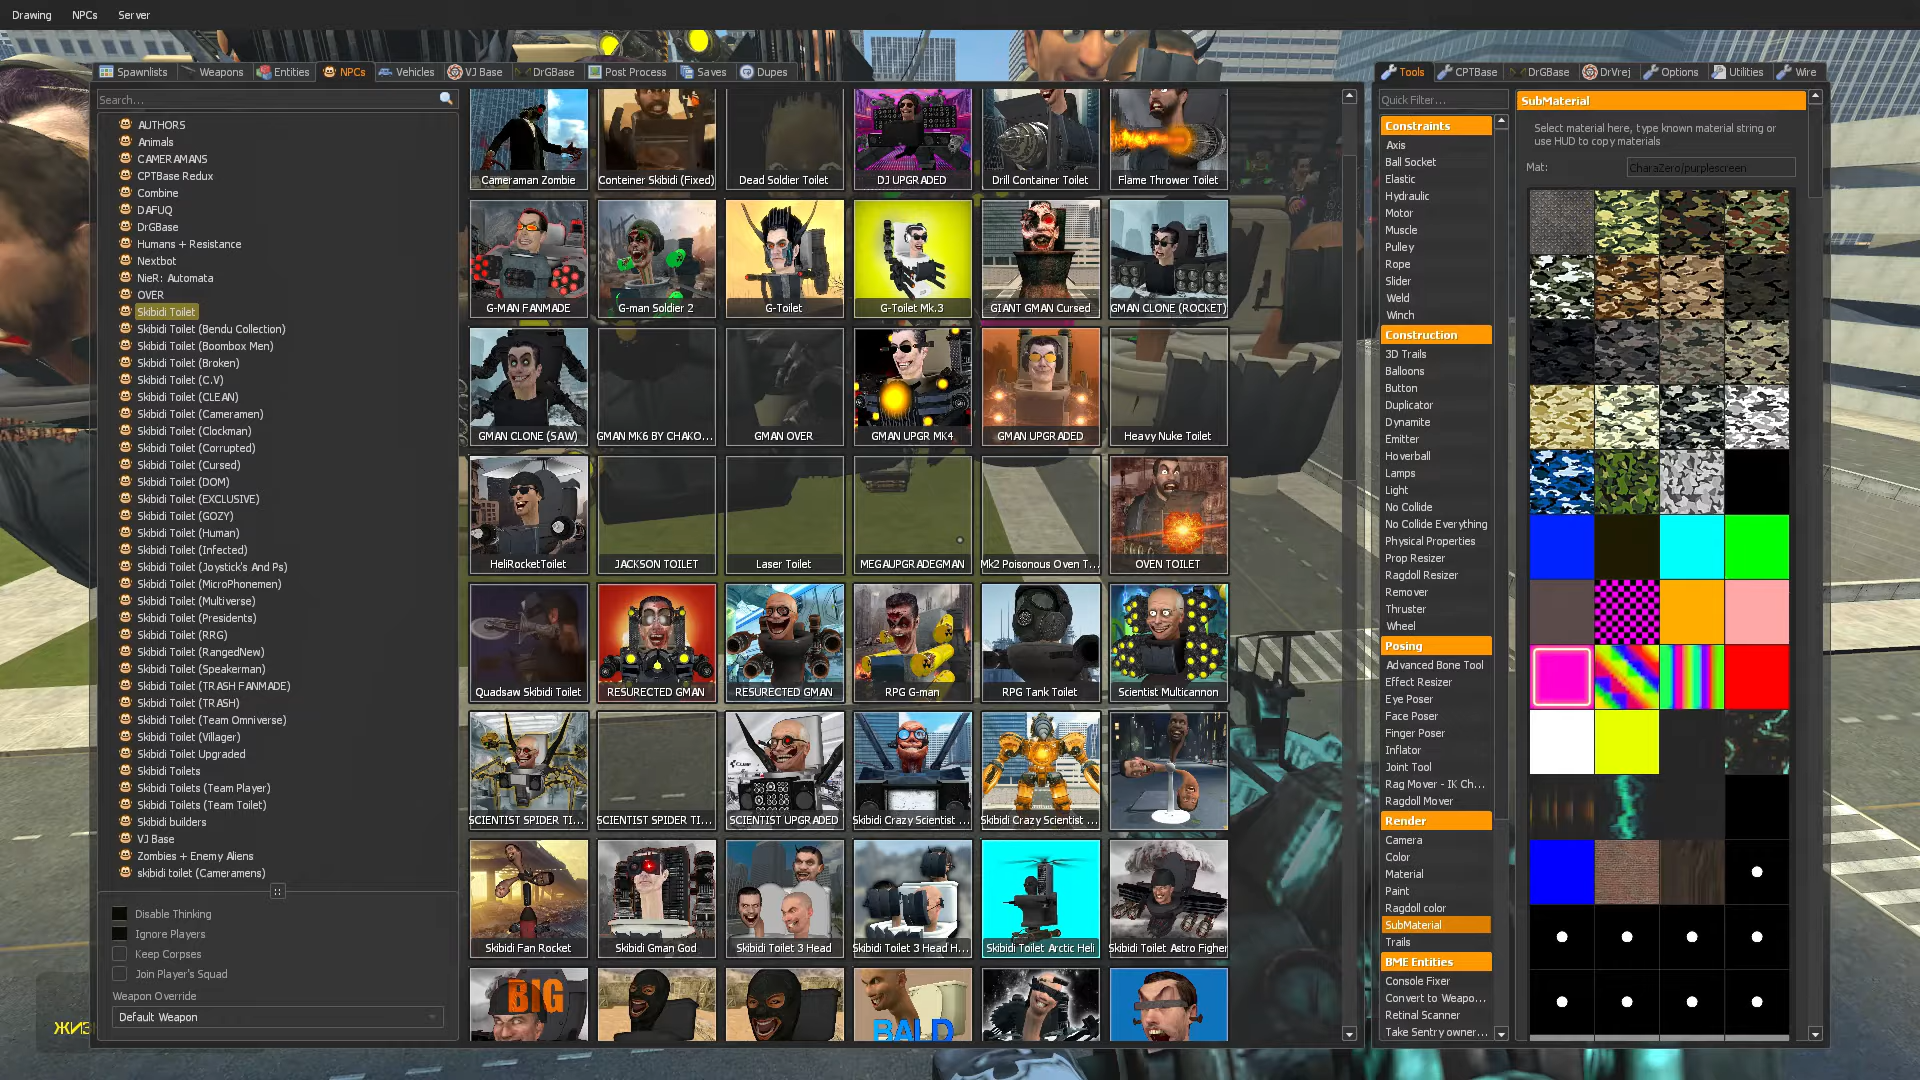 Drawing NPCs Server
Spawnlists Weapons Entities NPCs Vehicles VJ Base DrGBase Post Process Saves Dupes
Search...
AUTHORS
Animals
CAMERAMANS
CPTBase Redux
Combine
DAFUQ
DrGBase
Humans + Resistance
Nextbot
NieR: Automata
OVER
Skibidi Toilet
Skibidi Toilet (Bendu Collection)
Skibidi Toilet (Boombox Men)
Skibidi Toilet (Broken)
Skibidi Toilet (C.V)
Skibidi Toilet (CLEAN)
Skibidi Toilet (Cameramen)
Skibidi Toilet (Clockman)
Skibidi Toilet (Corrupted)
Skibidi Toilet (Cursed)
Skibidi Toilet (DOM)
Skibidi Toilet (EXCLUSIVE)
Skibidi Toilet (GOZY)
Skibidi Toilet (Human)
Skibidi Toilet (Infected)
Skibidi Toilet (Joystick's And Ps)
Skibidi Toilet (MicroPhonemen)
Skibidi Toilet (Multiverse)
Skibidi Toilet (Presidents)
Skibidi Toilet (RRG)
Skibidi Toilet (RangedNew)
Skibidi Toilet (Speakerman)
Skibidi Toilet (TRASH FANMADE)
Skibidi Toilet (TRASH)
Skibidi Toilet (Team Omniverse)
Skibidi Toilet (Villager)
Skibidi Toilet Upgraded
Skibidi Toilets
Skibidi Toilets (Team Player)
Skibidi Toilets (Team Toilet)
Skibidi builders
VJ Base
Zombies + Enemy Aliens
skibidi toilet (Cameramens)
Disable Thinking
Ignore Players
Keep Corpses
Join Player's Squad
Weapon Override
Default Weapon
ЖИЗ
Cameraman Zombie Conteiner Skibidi (Fixed) Dead Soldier Toilet DJ UPGRADED Drill Container Toilet Flame Thrower Toilet
G-MAN FANMADE G-man Soldier 2 G-Toilet G-Toilet Mk.3 GIANT GMAN Cursed GMAN CLONE (ROCKET)
GMAN CLONE (SAW) GMAN MK6 BY CHAKO... GMAN OVER GMAN UPGR MK4 GMAN UPGRADED Heavy Nuke Toilet
HeliRocketToilet JACKSON TOILET Laser Toilet MEGAUPGRADEGMAN Mk2 Poisonous Oven T... OVEN TOILET
Quadsaw Skibidi Toilet RESURECTED GMAN RESURECTED GMAN RPG G-man RPG Tank Toilet Scientist Multicannon
SCIENTIST SPIDER TI... SCIENTIST SPIDER TI... SCIENTIST UPGRADED Skibidi Crazy Scientist ... Skibidi Crazy Scientist ...
Skibidi Fan Rocket Skibidi Gman God Skibidi Toilet 3 Head Skibidi Toilet 3 Head H... Skibidi Toilet Arctic Heli Skibidi Toilet Astro Figher
BIG
BALD
Tools CPTBase DrGBase DrVrej Options Utilities Wire
Quick Filter...
Constraints
Axis
Ball Socket
Elastic
Hydraulic
Motor
Muscle
Pulley
Rope
Slider
Weld
Winch
Construction
3D Trails
Balloons
Button
Duplicator
Dynamite
Emitter
Hoverball
Lamps
Light
No Collide
No Collide Everything
Physical Properties
Prop Resizer
Ragdoll Resizer
Remover
Thruster
Wheel
Posing
Advanced Bone Tool
Effect Resizer
Eye Poser
Face Poser
Finger Poser
Inflator
Joint Tool
Rag Mover - IK Ch...
Ragdoll Mover
Render
Camera
Color
Material
Paint
Ragdoll color
SubMaterial
Trails
BME Entities
Console Fixer
Convert to Weapo...
Retinal Scanner
Take Sentry owner...
SubMaterial
Select material here, type known material string or
use HUD to copy materials
Mat: CharaZero/purplescreen